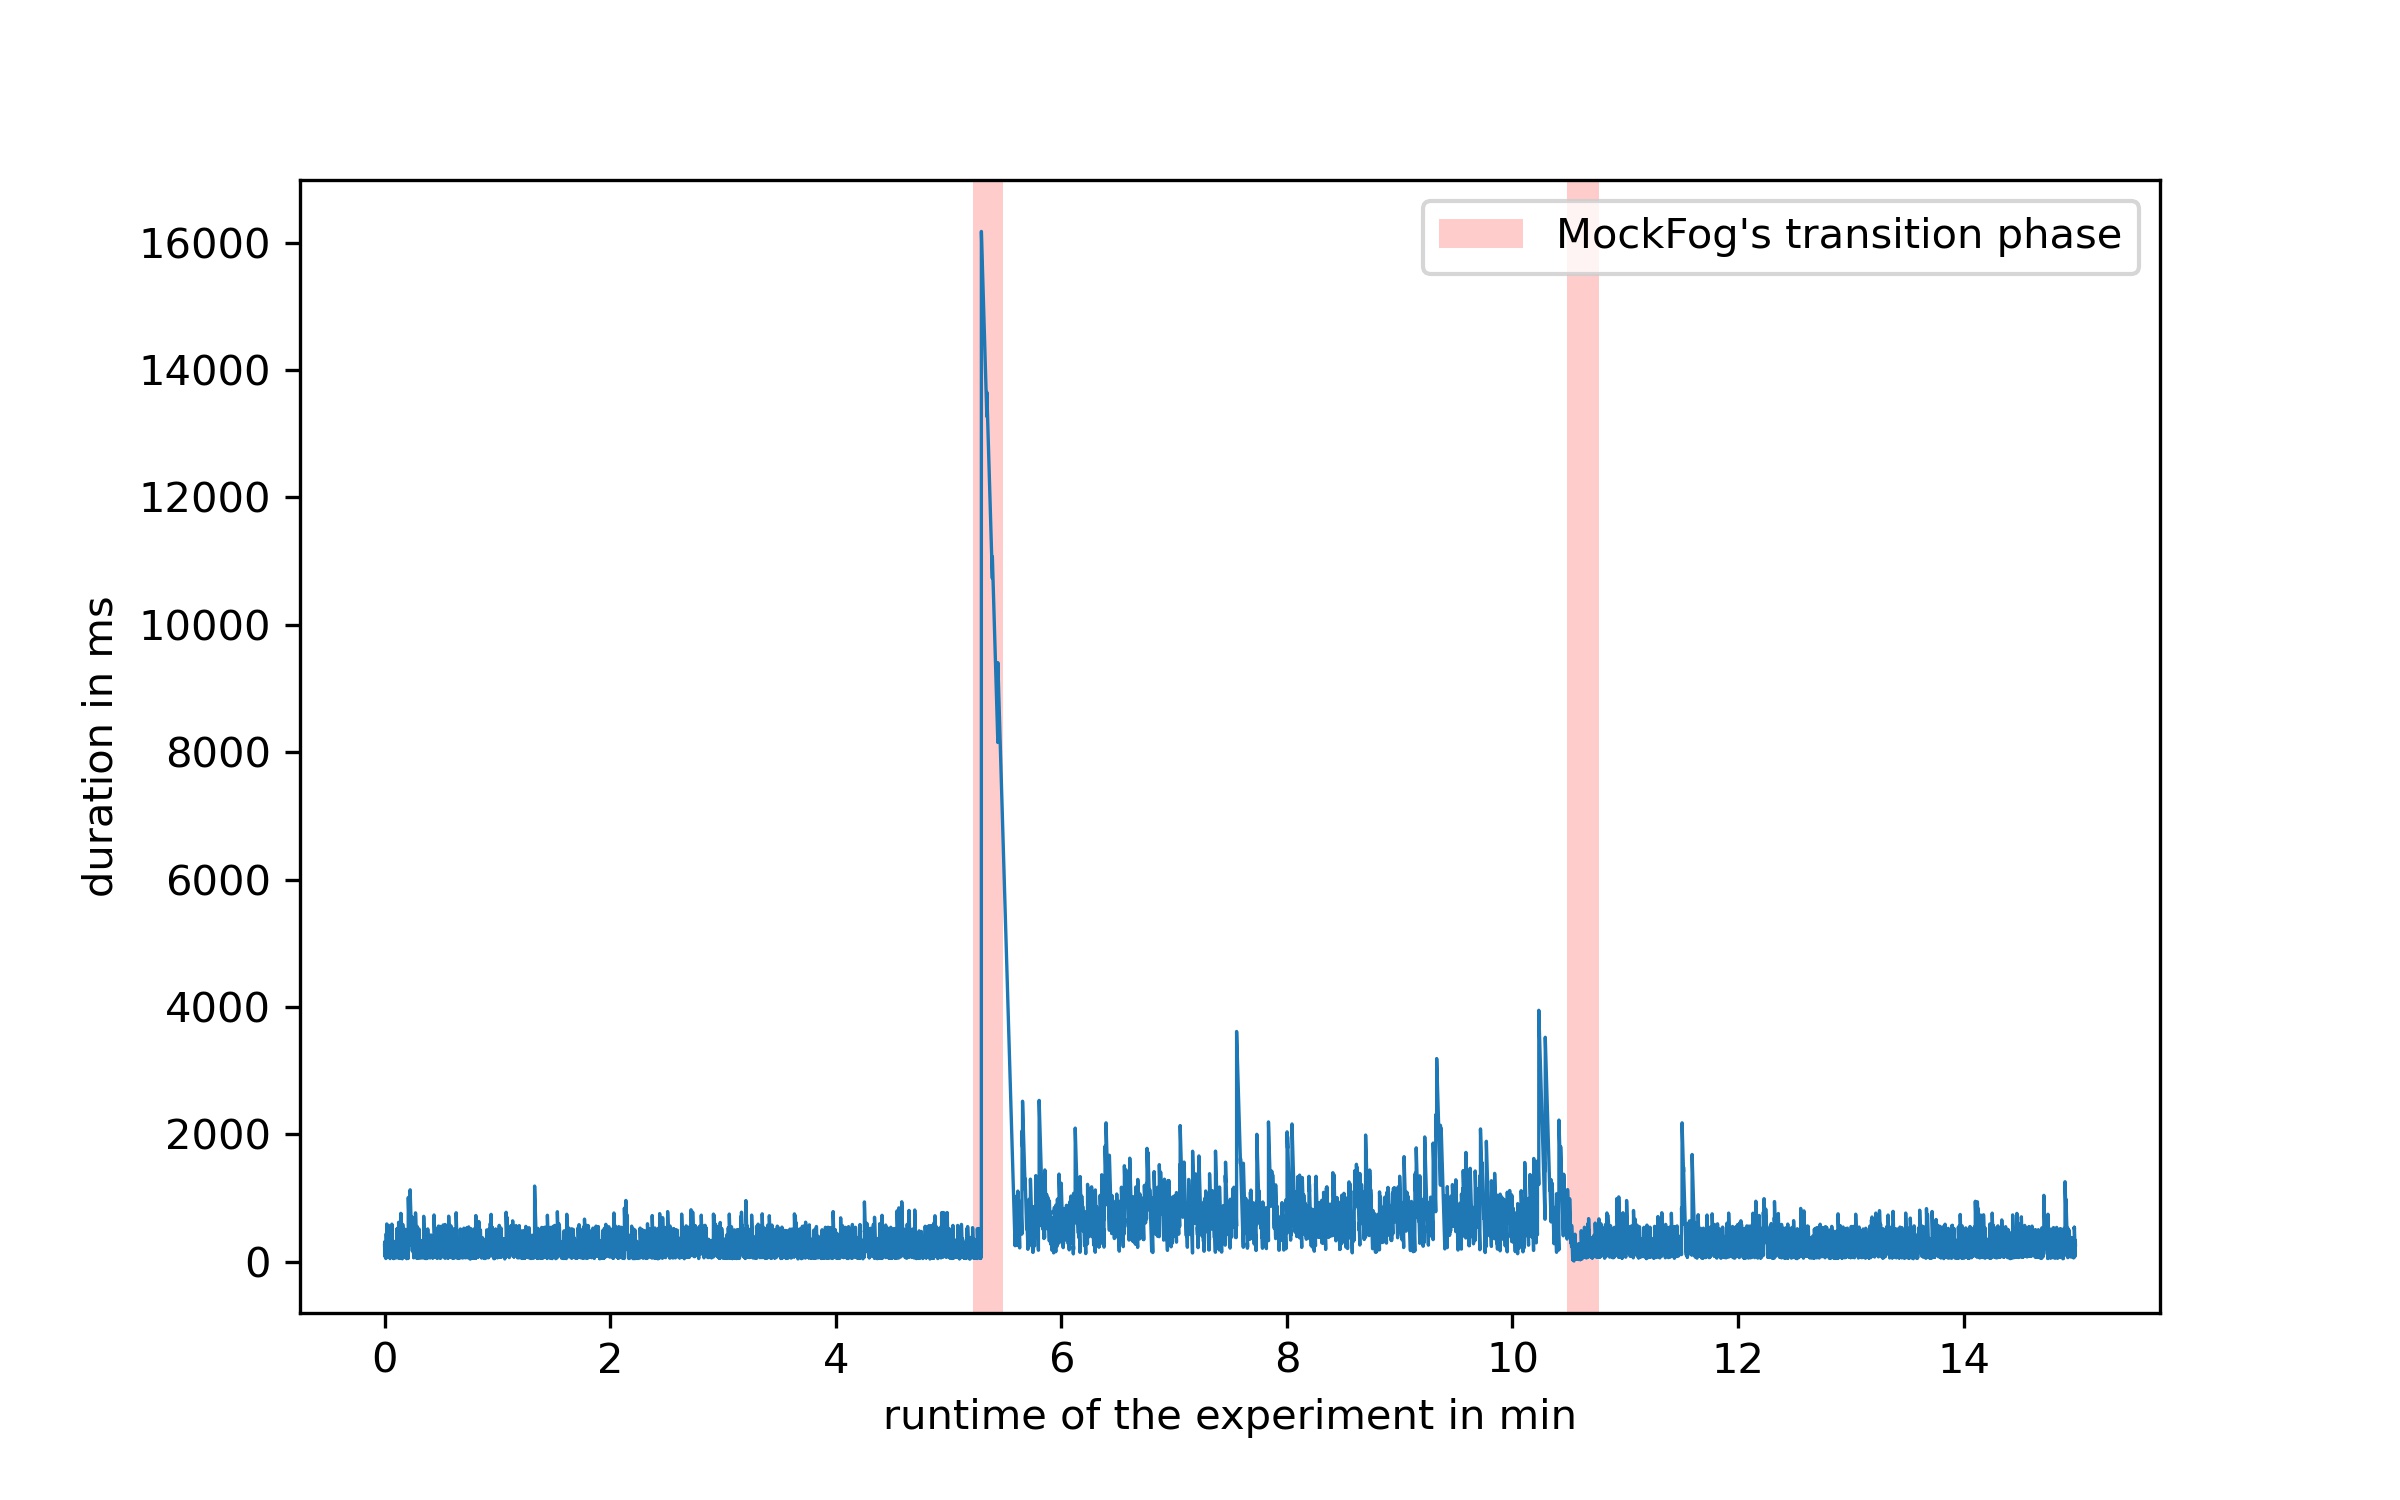 MockFog's transition phase
16000
14000
12000
10000
8000
6000
4000
2000
0
duration in ms
0 2 4 6 8 10 12 14
runtime of the experiment in min